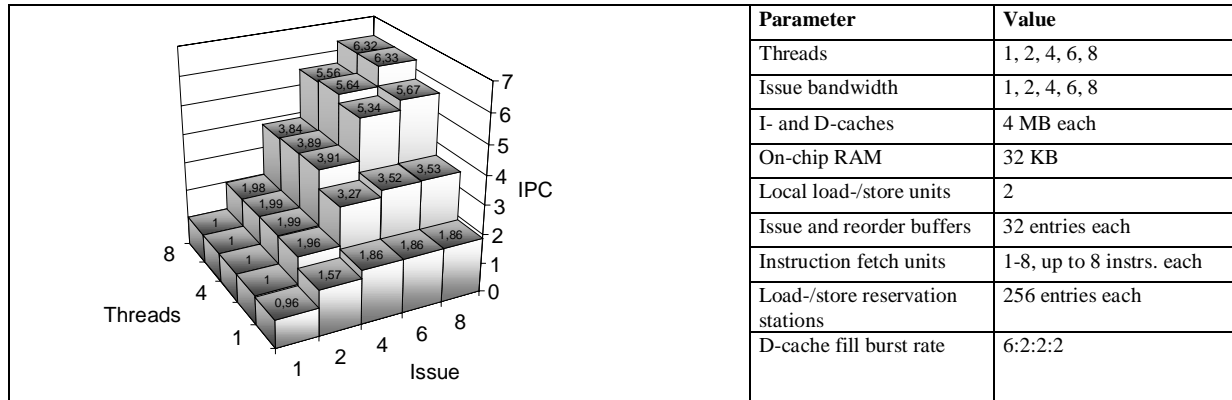 6,32
6,33
5,56
5,64
5,67
5,34
3,84
3,89
3,91
3,52
3,53
3,27
1,98
1,99
1,99
1,96
1,86
1,86
1,86
1,57
1
1
1
1
0,96
7
6
5
4
3
2
1
0
IPC
8
4
1
Threads
1
2
4
6
8
Issue
Parameter Value
Threads 1, 2, 4, 6, 8
Issue bandwidth 1, 2, 4, 6, 8
I- and D-caches 4 MB each
On-chip RAM 32 KB
Local load-/store units 2
Issue and reorder buffers 32 entries each
Instruction fetch units 1-8, up to 8 instrs. each
Load-/store reservation 256 entries each
stations
D-cache fill burst rate 6:2:2:2